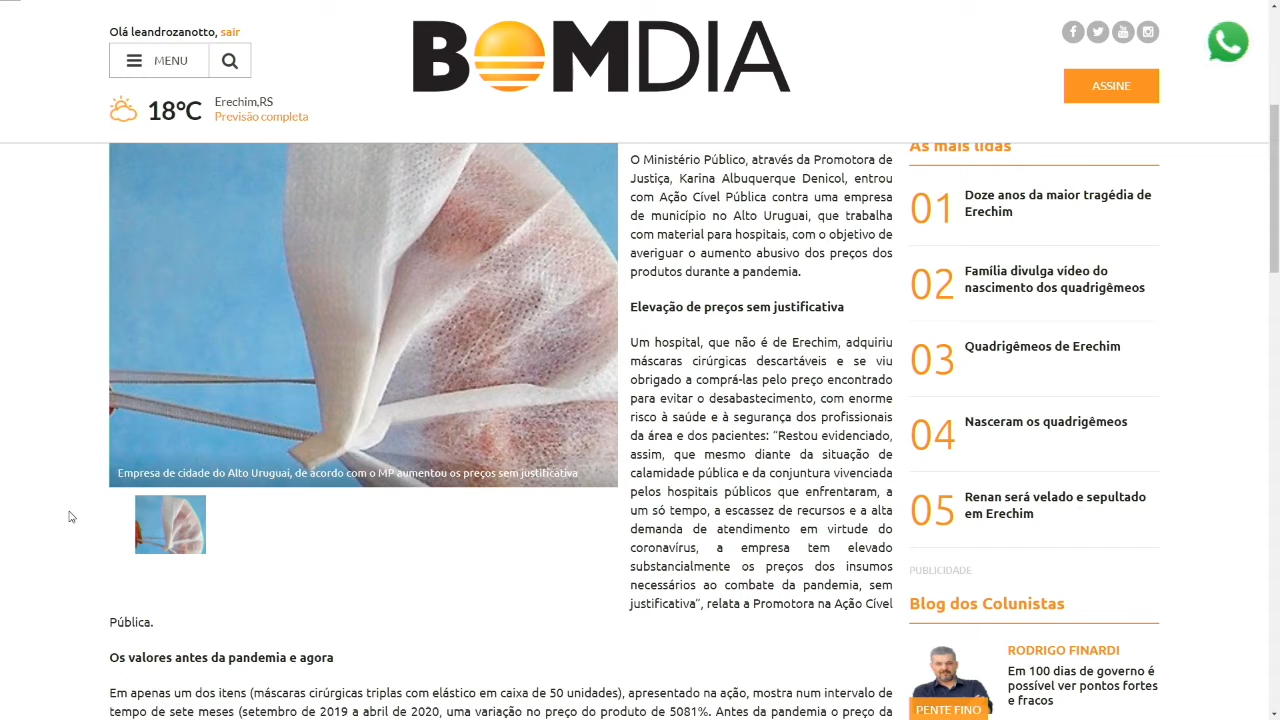 Olá leandrozanotto, sair
MENU
18°C
Erechim,RS
Previsão completa
BOMDIA
ASSINE
O Ministério Público, através da Promotora de
Justiça, Karina Albuquerque Denicol, entrou
com Ação Cível Pública contra uma empresa
de município no Alto Uruguai, que trabalha
com material para hospitais, com o objetivo de
averiguar o aumento abusivo dos preços dos
produtos durante a pandemia.
Elevação de preços sem justificativa
Um hospital, que não é de Erechim, adquiriu
máscaras cirúrgicas descartáveis e se viu
obrigado a comprá-las pelo preço encontrado
para evitar o desabastecimento, com enorme
risco à saúde e à segurança dos profissionais
da área e dos pacientes: “Restou evidenciado,
assim, que mesmo diante da situação de
calamidade pública e da conjuntura vivenciada
pelos hospitais públicos que enfrentaram, a
um só tempo, a escassez de recursos e a alta
demanda de atendimento em virtude do
coronavírus, a empresa tem elevado
substancialmente os preços dos insumos
necessários ao combate da pandemia, sem
justificativa”, relata a Promotora na Ação Cível
Pública.
Empresa de cidade do Alto Uruguai, de acordo com o MP aumentou os preços sem justificativa
Os valores antes da pandemia e agora
Em apenas um dos itens (máscaras cirúrgicas triplas com elástico em caixa de 50 unidades), apresentado na ação, mostra num intervalo de
tempo de sete meses (setembro de 2019 a abril de 2020, uma variação no preço do produto de 5081%. Antes da pandemia o preço da
As mais lidas
01 Doze anos da maior tragédia de
Erechim
02 Família divulga vídeo do
nascimento dos quadrigêmeos
03 Quadrigêmeos de Erechim
04 Nasceram os quadrigêmeos
05 Renan será velado e sepultado
em Erechim
PUBLICIDADE
Blog dos Colunistas
RODRIGO FINARDI
Em 100 dias de governo é
possível ver pontos fortes
e fracos
PENTE FINO